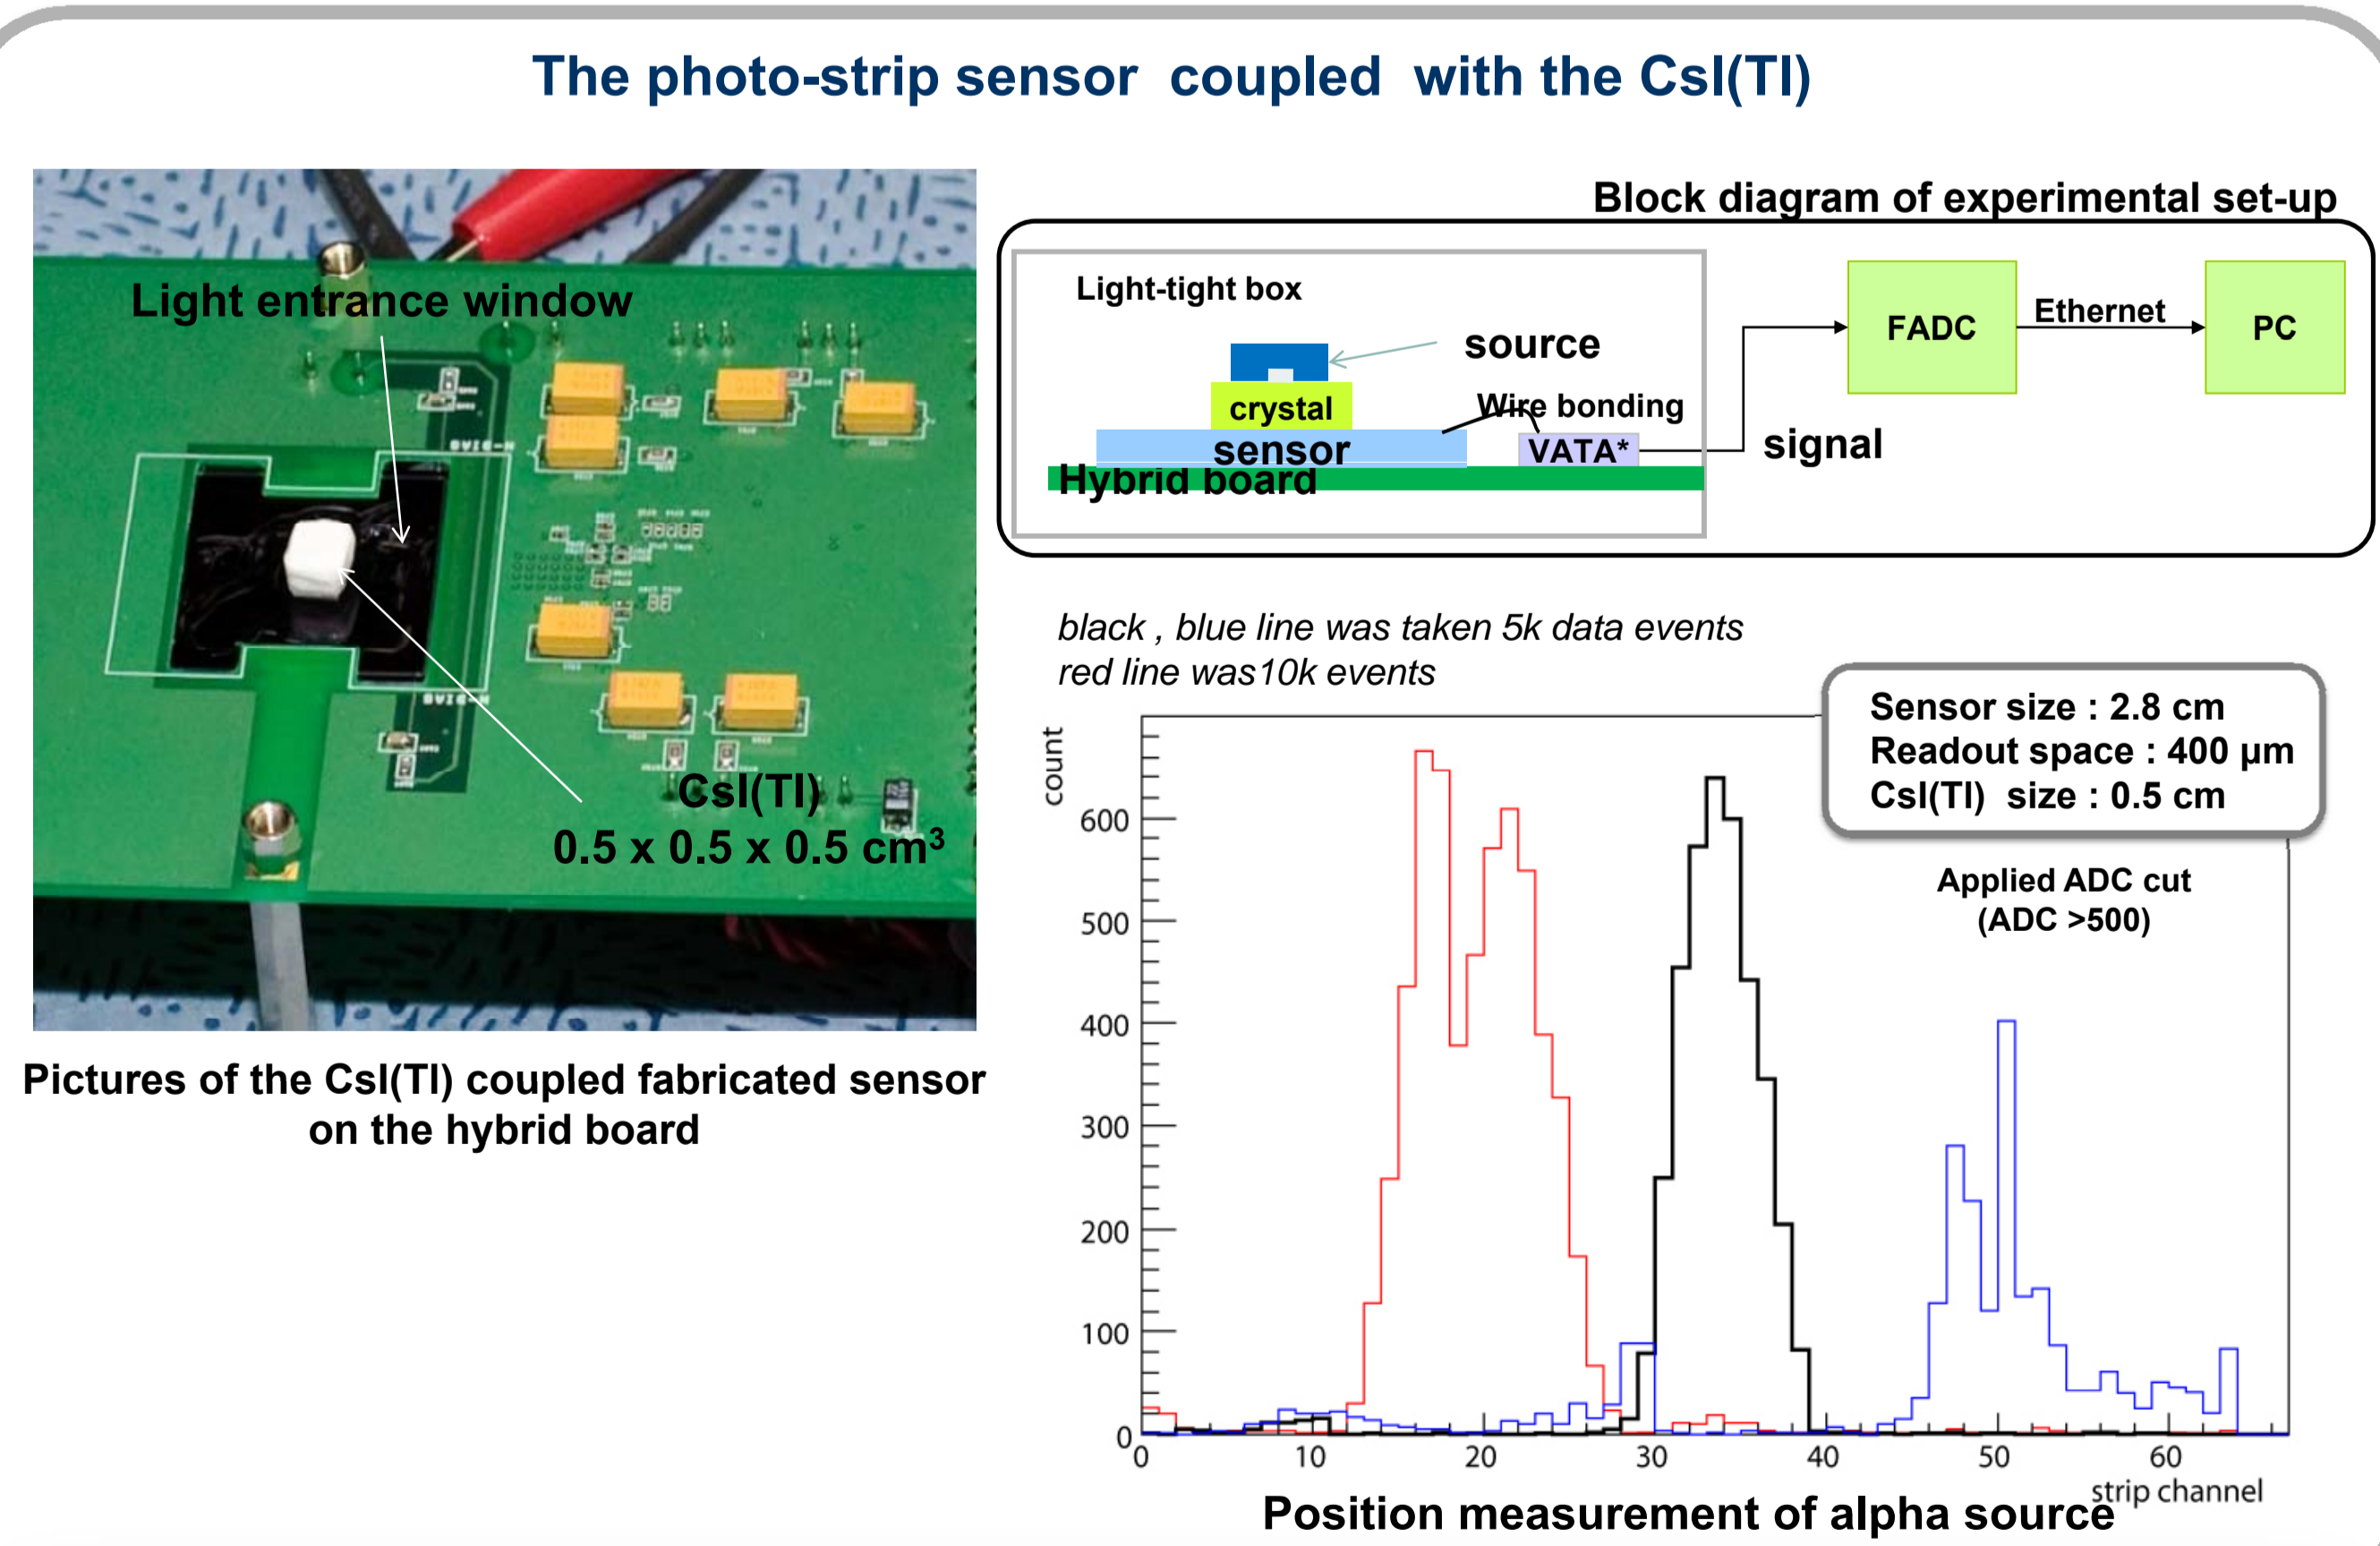 The photo-strip sensor coupled with the CsI(Tl)
Light entrance window
CsI(Tl)
0.5 x 0.5 x 0.5 cm³
Pictures of the CsI(Tl) coupled fabricated sensor
on the hybrid board
Block diagram of experimental set-up
Light-tight box
source
crystal
Wire bonding
sensor
VATA*
Hybrid board
signal
FADC
Ethernet
PC
black , blue line was taken 5k data events
red line was10k events
Sensor size : 2.8 cm
Readout space : 400 μm
CsI(Tl) size : 0.5 cm
Applied ADC cut
(ADC >500)
count
600
500
400
300
200
100
0
0 10 20 30 40 50 60
strip channel
Position measurement of alpha source